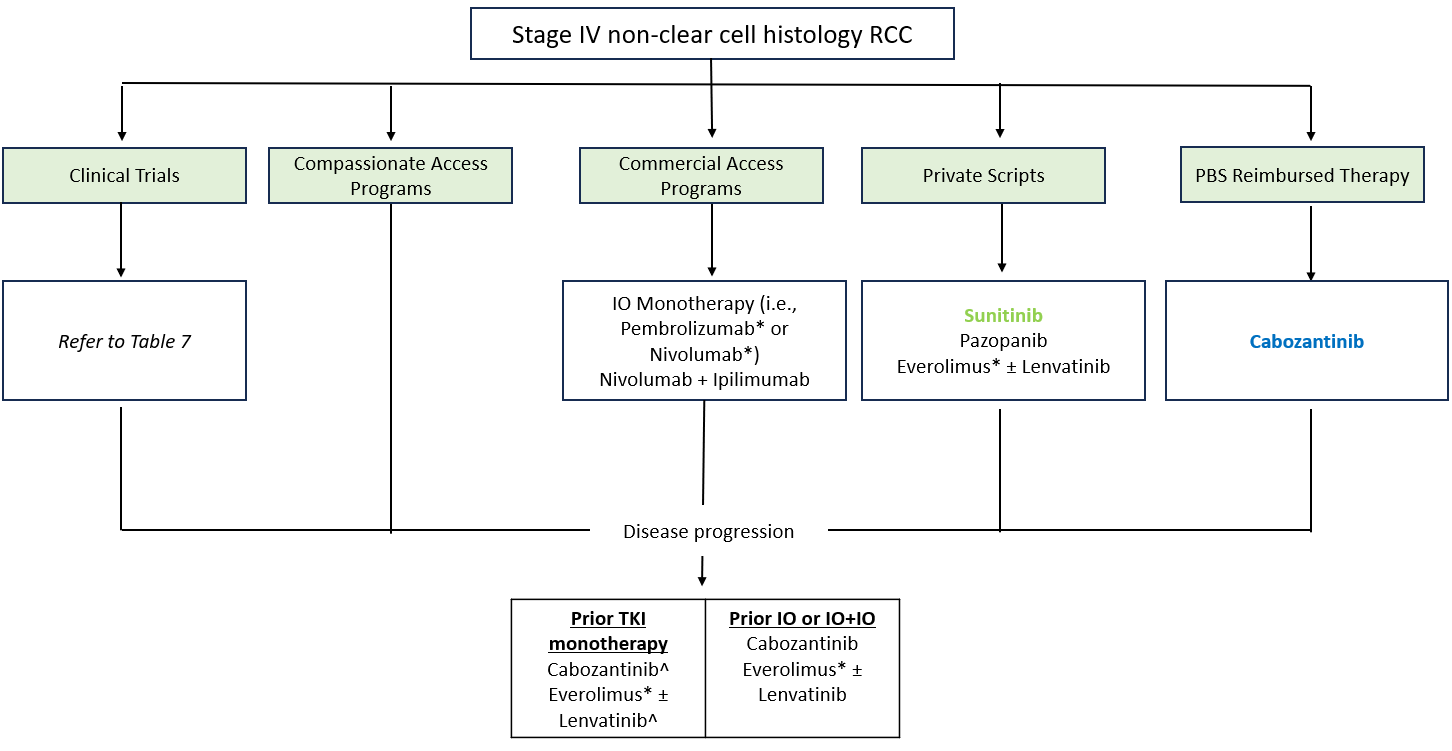 Stage IV non-clear cell histology RCC
Clinical Trials
Compassionate Access
Programs
Commercial Access
Programs
Private Scripts
PBS Reimbursed Therapy
Refer to Table 7
IO Monotherapy (i.e.,
Pembrolizumab* or
Nivolumab*)
Nivolumab + Ipilimumab
Sunitinib
Pazopanib
Everolimus* ± Lenvatinib
Cabozantinib
Disease progression
Prior TKI
monotherapy
Cabozantinib^
Everolimus* ±
Lenvatinib^
Prior IO or IO+IO
Cabozantinib
Everolimus* ±
Lenvatinib